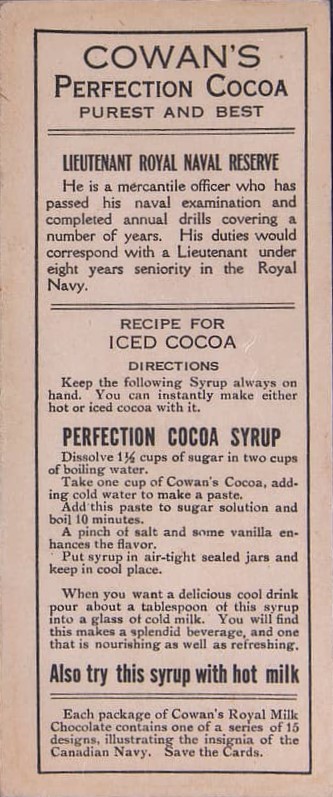 COWAN'S
PERFECTION COCOA
PUREST AND BEST
LIEUTENANT ROYAL NAVAL RESERVE
He is a mercantile officer who has
passed his naval examination and
completed annual drills covering a
number of years. His duties would
correspond with a Lieutenant under
eight years seniority in the Royal
Navy.
RECIPE FOR
ICED COCOA
DIRECTIONS
Keep the following Syrup always on
hand. You can instantly make either
hot or iced cocoa with it.
PERFECTION COCOA SYRUP
Dissolve 1½ cups of sugar in two cups
of boiling water.
Take one cup of Cowan's Cocoa, add-
ing cold water to make a paste.
Add this paste to sugar solution and
boil 10 minutes.
A pinch of salt and some vanilla en-
hances the flavor.
Put syrup in air-tight sealed jars and
keep in cool place.
When you want a delicious cool drink
pour about a tablespoon of this syrup
into a glass of cold milk. You will find
this makes a splendid beverage, and one
that is nourishing as well as refreshing.
Also try this syrup with hot milk
Each package of Cowan's Royal Milk
Chocolate contains one of a series of 15
designs, illustrating the insignia of the
Canadian Navy. Save the Cards.